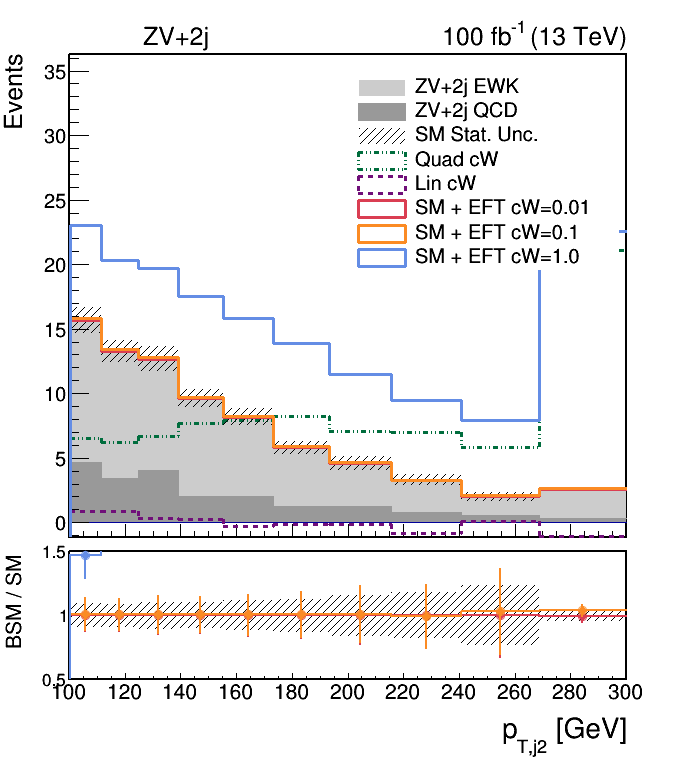 ZV+2j
100 fb⁻¹ (13 TeV)
Events
35
30
25
20
15
10
5
0
ZV+2j EWK
ZV+2j QCD
SM Stat. Unc.
Quad cW
Lin cW
SM + EFT cW=0.01
SM + EFT cW=0.1
SM + EFT cW=1.0
BSM / SM
1.5
1
0.5
100 120 140 160 180 200 220 240 260 280 300
p_T,j2 [GeV]